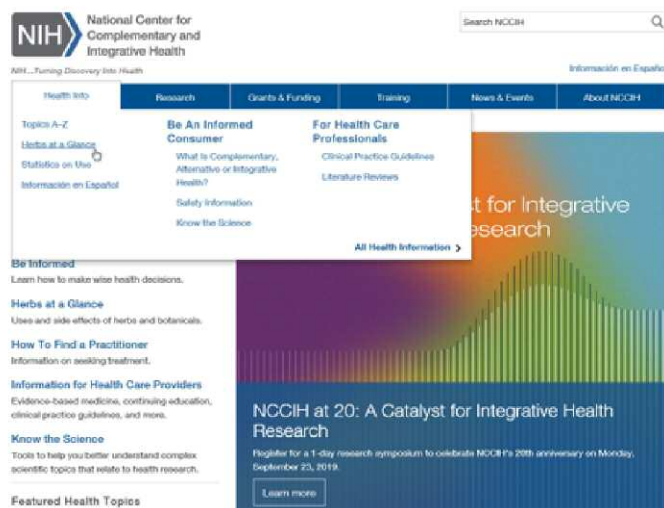 NIH
National Center for
Complementary and
Integrative Health
NIH...Turning Discovery Into Health
Search NCCIH
Información en Español
Health Info
Research
Grants & Funding
Training
News & Events
About NCCIH
Topics A–Z
Herbs at a Glance
Statistics on Use
Información en Español
Be An Informed
Consumer
What Is Complementary,
Alternative or Integrative
Health?
Safety Information
Know the Science
For Health Care
Professionals
Clinical Practice Guidelines
Literature Reviews
All Health Information
st for Integrative
esearch
Be Informed
Learn how to make wise health decisions.
Herbs at a Glance
Uses and side effects of herbs and botanicals.
How To Find a Practitioner
Information on seeking treatment.
Information for Health Care Providers
Evidence-based medicine, continuing education,
clinical practice guidelines, and more.
Know the Science
Tools to help you better understand complex
scientific topics that relate to health research.
Featured Health Topics
NCCIH at 20: A Catalyst for Integrative Health
Research
Register for a 1-day research symposium to celebrate NCCIH's 20th anniversary on Monday,
September 23, 2019.
Learn more